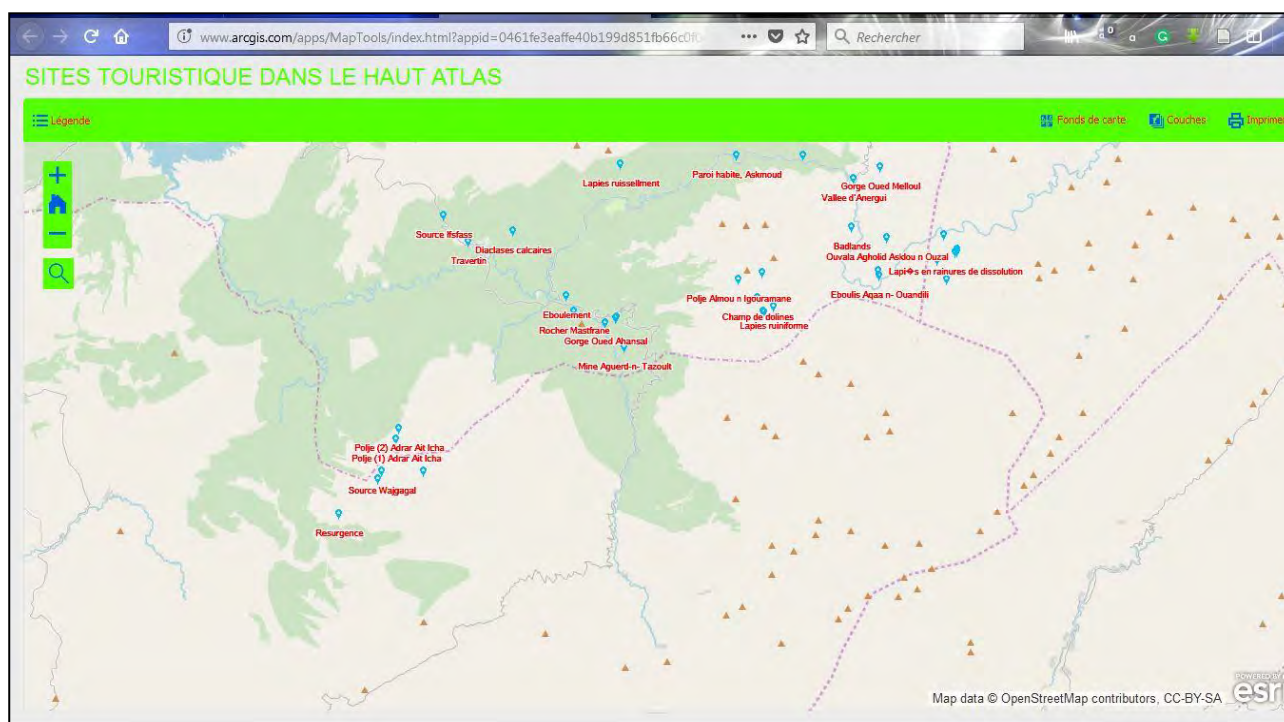 www.arcgis.com/apps/MapTools/index.html?appid=0461fe3eaffe40b199d851fb66c0f0
Rechercher
SITES TOURISTIQUE DANS LE HAUT ATLAS
Légende
Fonds de carte
Couches
Imprimer
Lapies ruissellment
Paroi habite, Askmoud
Gorge Oued Melloul
Vallee d'Anergui
Source Ifsfass
Diaclases calcaires
Travertin
Badlands
Ouvala Agholid Asidou n Ouzal
Lapi�s en rainures de dissolution
Polje Almou n Igouramane
Eboulis Aqaa n- Ouandili
Eboulement
Champ de dolines
Rocher Mastfrane
Lapies ruiniforme
Gorge Oued Ahansal
Mine Aguerd-n- Tazoult
Polje (2) Adrar Ait Icha
Polje (1) Adrar Ait Icha
Source Wajgagal
Resurgence
Map data © OpenStreetMap contributors, CC-BY-SA
POWERED BY
esri